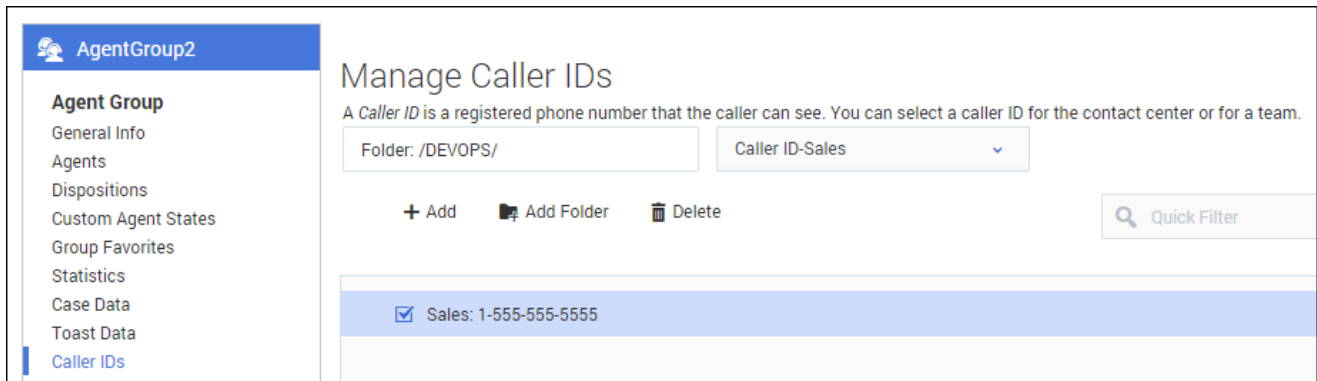 AgentGroup2
Agent Group
General Info
Agents
Dispositions
Custom Agent States
Group Favorites
Statistics
Case Data
Toast Data
Caller IDs
Manage Caller IDs
A Caller ID is a registered phone number that the caller can see. You can select a caller ID for the contact center or for a team.
Folder: /DEVOPS/
Caller ID-Sales
+ Add
Add Folder
Delete
Quick Filter
Sales: 1-555-555-5555